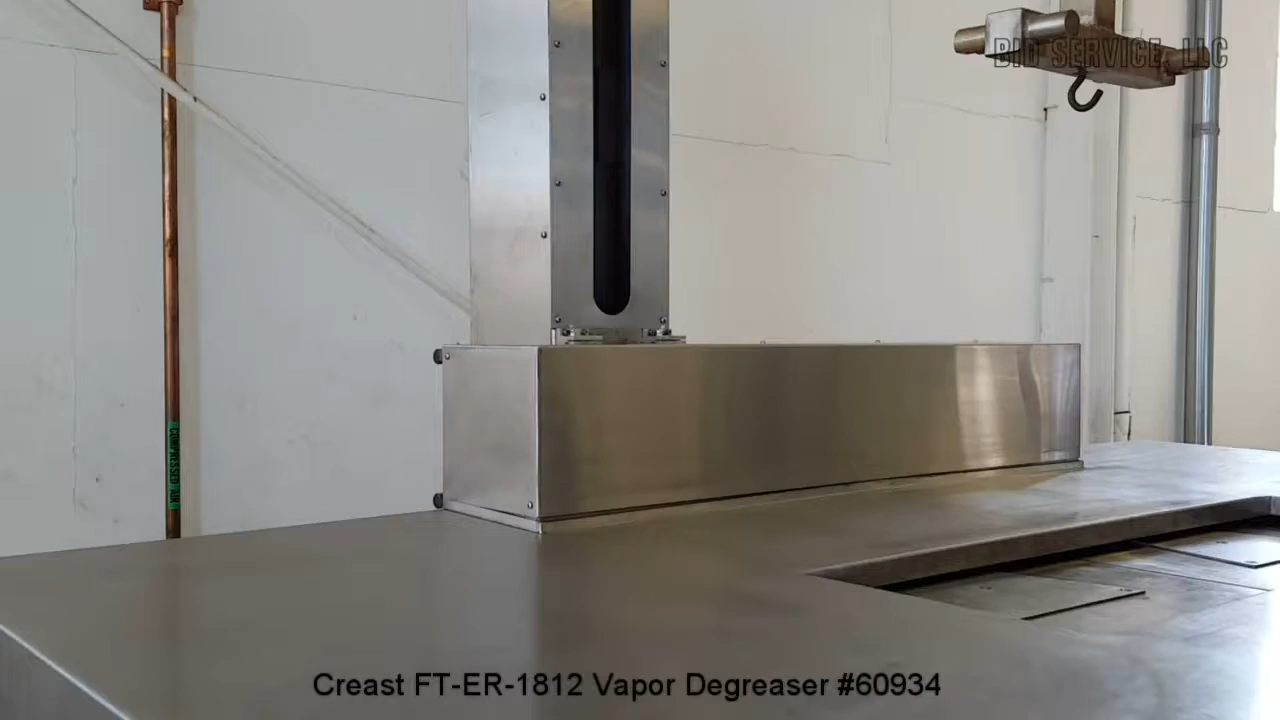 BID SERVICE, LLC
COMPRESSED AIR
Creast FT-ER-1812 Vapor Degreaser #60934